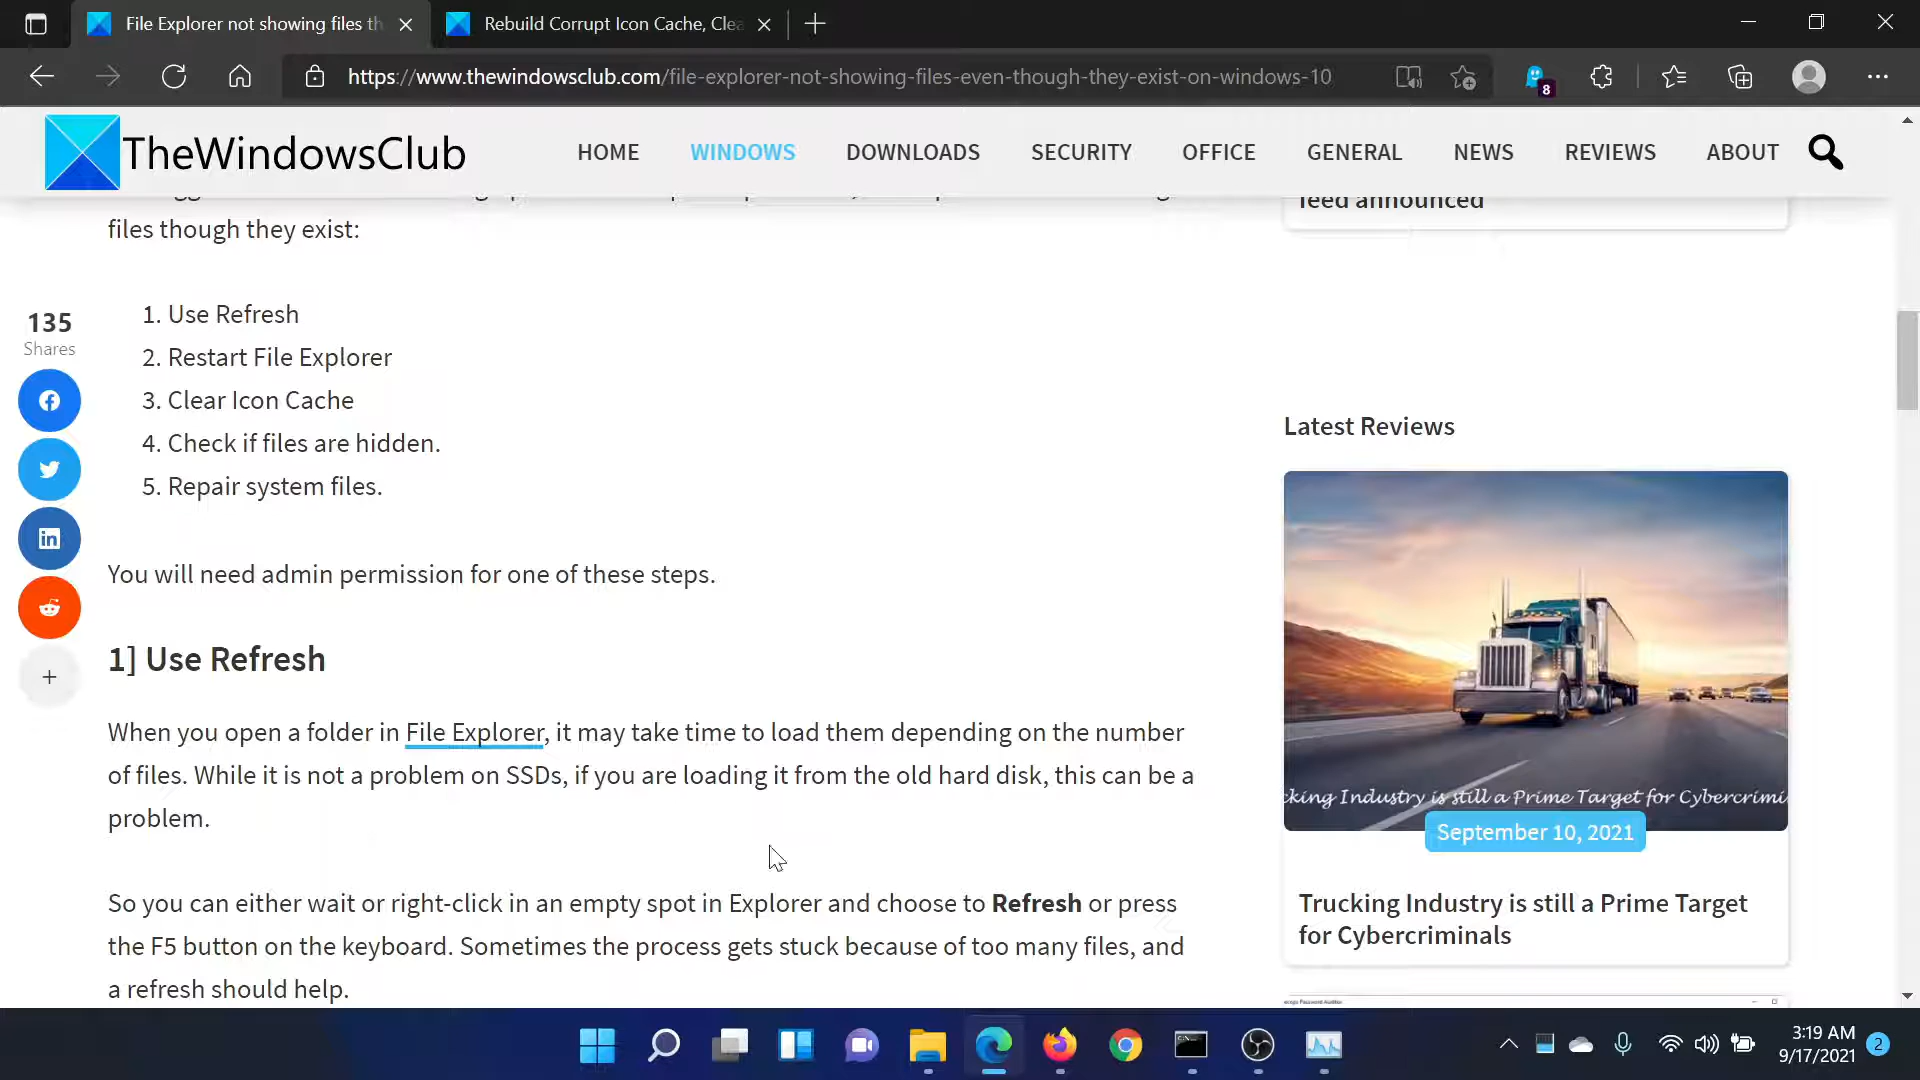 File Explorer not showing files th
Rebuild Corrupt Icon Cache, Clea
https://www.thewindowsclub.com/file-explorer-not-showing-files-even-though-they-exist-on-windows-10
8
TheWindowsClub
HOME
WINDOWS
DOWNLOADS
SECURITY
OFFICE
GENERAL
NEWS
REVIEWS
ABOUT
files though they exist:
1. Use Refresh
2. Restart File Explorer
3. Clear Icon Cache
4. Check if files are hidden.
5. Repair system files.
You will need admin permission for one of these steps.
1] Use Refresh
When you open a folder in File Explorer, it may take time to load them depending on the number
of files. While it is not a problem on SSDs, if you are loading it from the old hard disk, this can be a
problem.
So you can either wait or right-click in an empty spot in Explorer and choose to Refresh or press
the F5 button on the keyboard. Sometimes the process gets stuck because of too many files, and
a refresh should help.
135
Shares
feed announced
Latest Reviews
cking Industry is still a Prime Target for Cybercrimi
September 10, 2021
Trucking Industry is still a Prime Target
for Cybercriminals
3:19 AM
9/17/2021
2